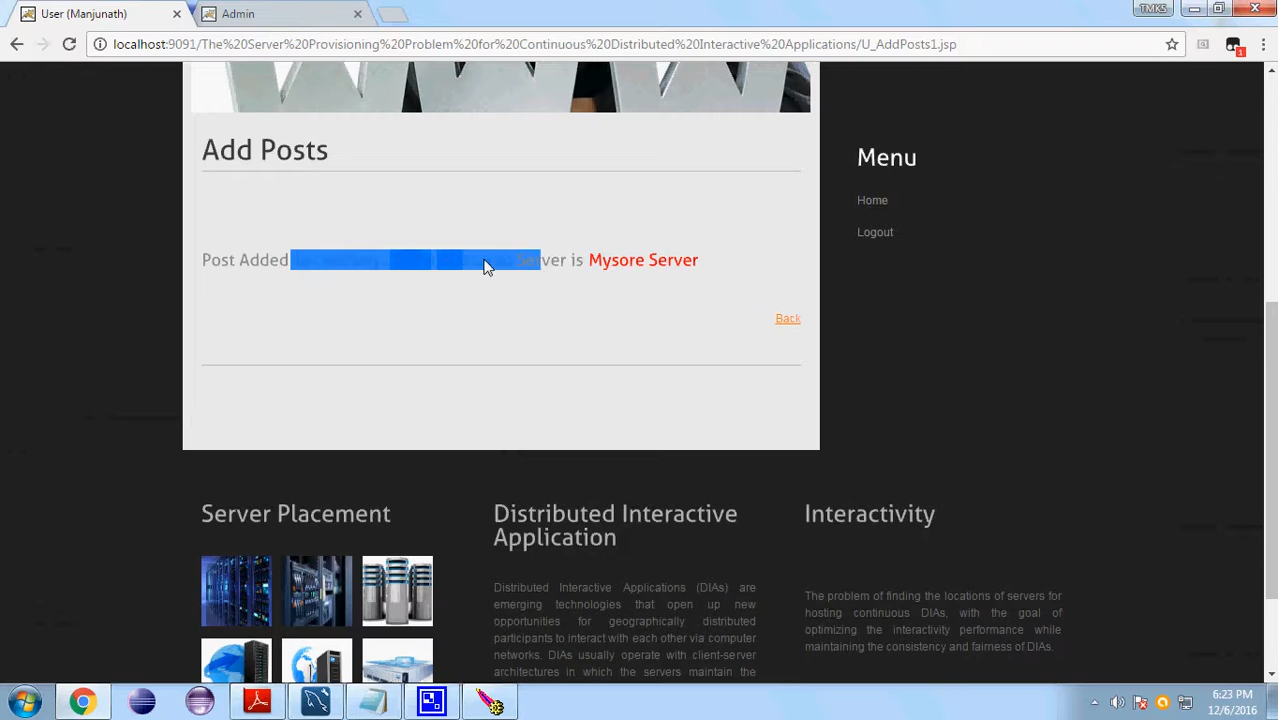 User (Manjunath)
Admin
TMKS
localhost:9091/The%20Server%20Provisioning%20Problem%20for%20Continuous%20Distributed%20Interactive%20Applications/U_AddPosts1.jsp
1
Add Posts
Post Added
Server is Mysore Server
Back
Menu
Home
Logout
Server Placement
Distributed Interactive
Application
Distributed Interactive Applications (DIAs) are
emerging technologies that open up new
opportunities for geographically distributed
participants to interact with each other via computer
networks. DIAs usually operate with client-server
architectures in which the servers maintain the
Interactivity
The problem of finding the locations of servers for
hosting continuous DIAs, with the goal of
optimizing the interactivity performance while
maintaining the consistency and fairness of DIAs.
6:23 PM
12/6/2016